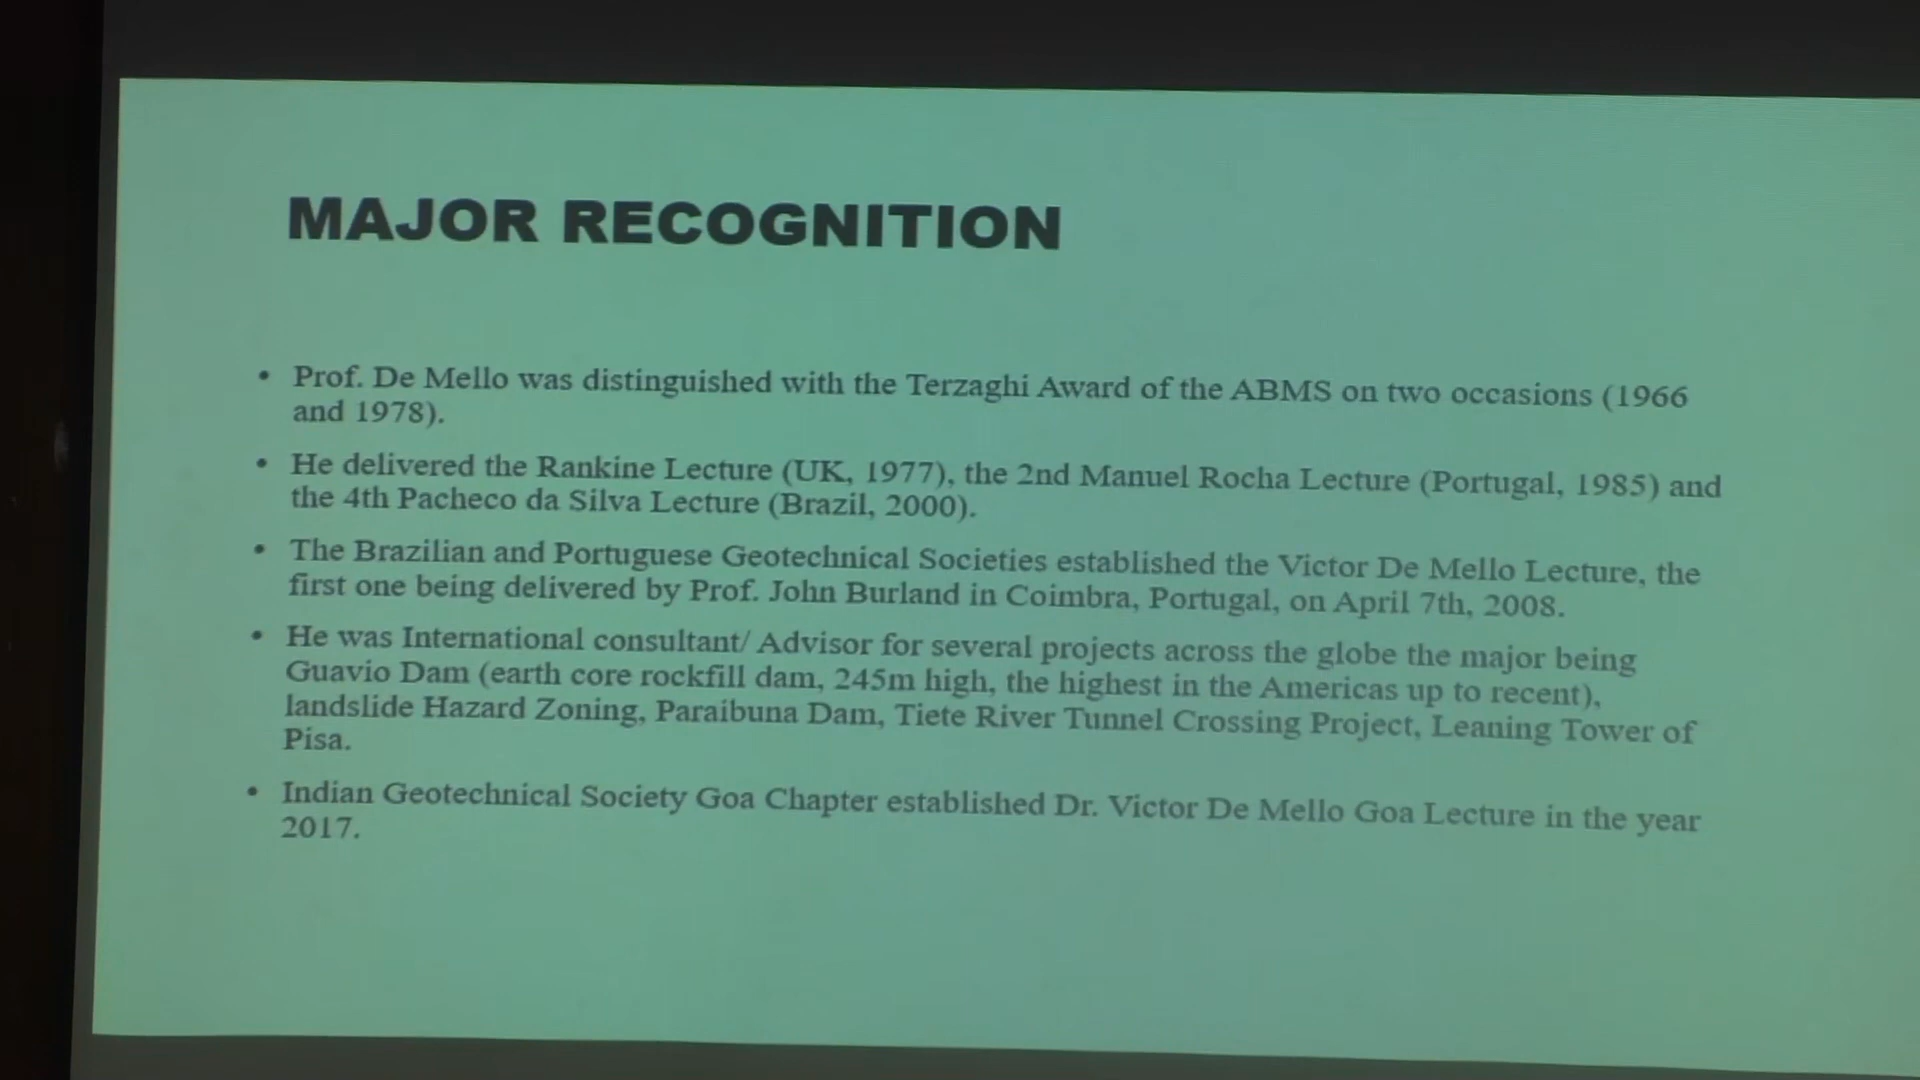 MAJOR RECOGNITION
• Prof. De Mello was distinguished with the Terzaghi Award of the ABMS on two occasions (1966
and 1978).
• He delivered the Rankine Lecture (UK, 1977), the 2nd Manuel Rocha Lecture (Portugal, 1985) and
the 4th Pacheco da Silva Lecture (Brazil, 2000).
• The Brazilian and Portuguese Geotechnical Societies established the Victor De Mello Lecture, the
first one being delivered by Prof. John Burland in Coimbra, Portugal, on April 7th, 2008.
• He was International consultant/ Advisor for several projects across the globe the major being
Guavio Dam (earth core rockfill dam, 245m high, the highest in the Americas up to recent),
landslide Hazard Zoning, Paraibuna Dam, Tiete River Tunnel Crossing Project, Leaning Tower of
Pisa.
• Indian Geotechnical Society Goa Chapter established Dr. Victor De Mello Goa Lecture in the year
2017.